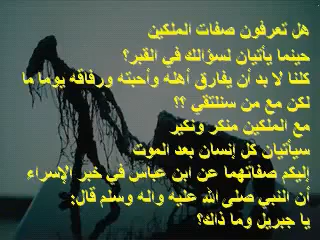 هل تعرفون صفات الملكين
حينما يأتيان لسؤالك في القبر؟
كلنا لا بد أن يفارق أهله وأحبته ورفاقه يوما ما
لكن مع من سنلتقي ؟؟
مع الملكين منكر ونكير
سيأتيان كل إنسان بعد الموت
إليكم صفاتهما عن ابن عباس في خبر الإسراء
أن النبي صلى الله عليه واله وسلم قال:
يا جبريل وما ذاك؟